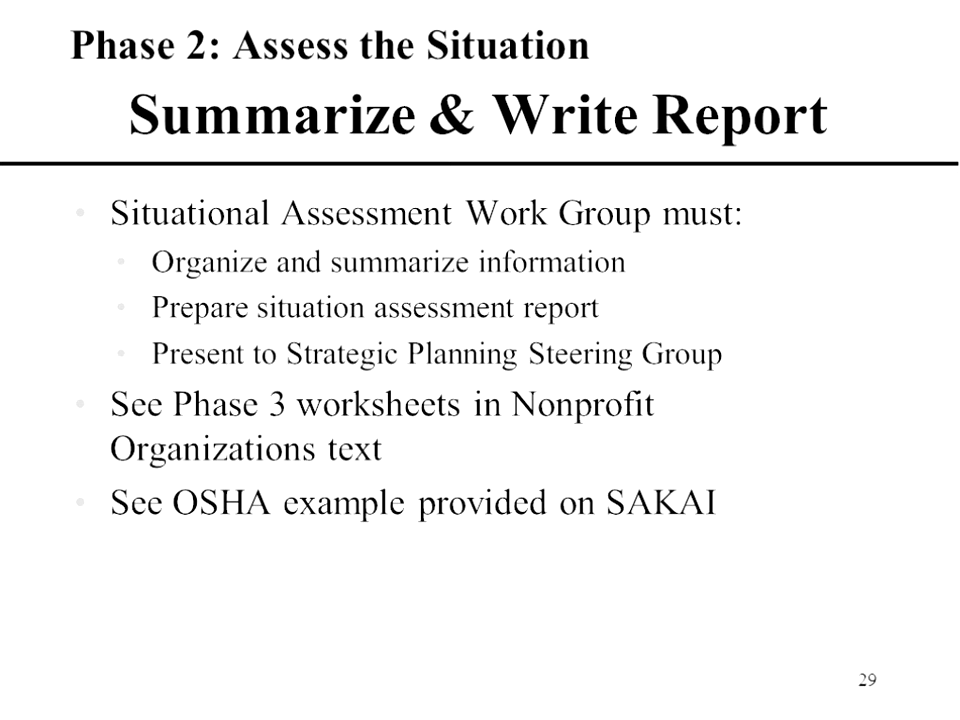 Phase 2: Assess the Situation
Summarize & Write Report
• Situational Assessment Work Group must:
• Organize and summarize information
• Prepare situation assessment report
• Present to Strategic Planning Steering Group
• See Phase 3 worksheets in Nonprofit
Organizations text
• See OSHA example provided on SAKAI
29